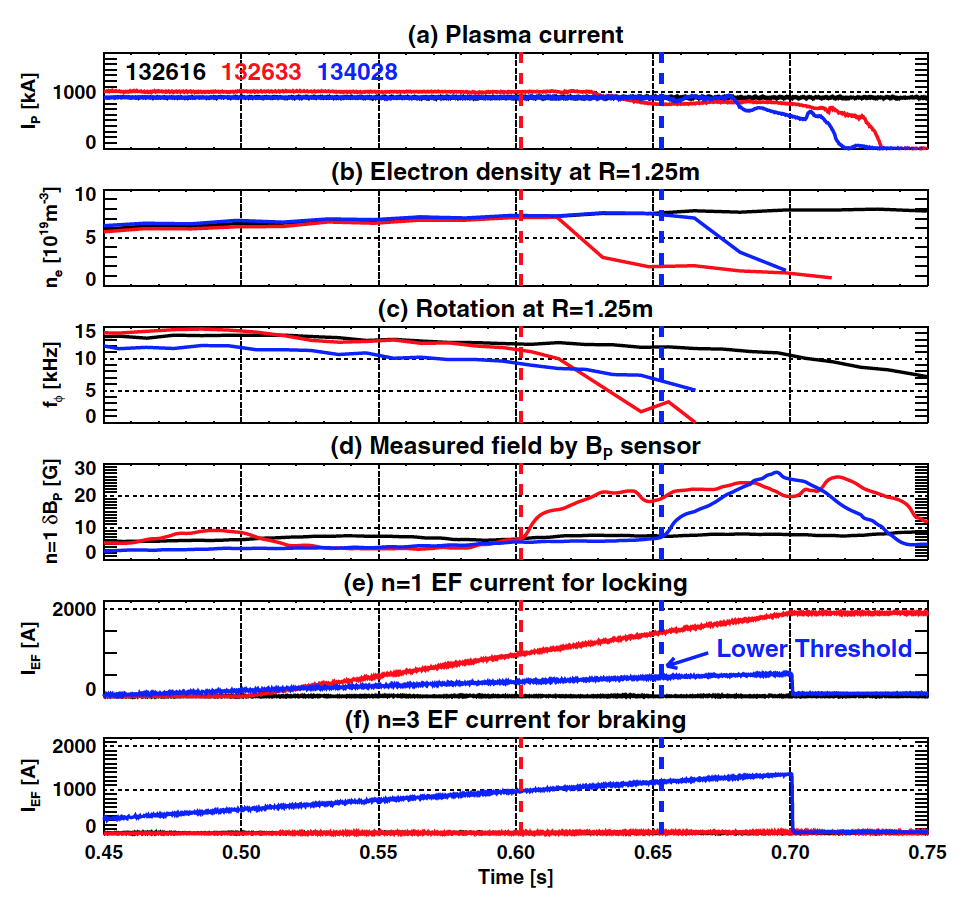 (a) Plasma current
132616 132633 134028
I_P [kA]
1000
0
(b) Electron density at R=1.25m
n_e [10^19 m^-3]
10
5
0
(c) Rotation at R=1.25m
f_ϕ [kHz]
15
10
5
0
(d) Measured field by B_P sensor
n=1 δB_P [G]
30
20
10
0
(e) n=1 EF current for locking
I_EF [A]
2000
0
Lower Threshold
(f) n=3 EF current for braking
I_EF [A]
2000
1000
0
0.45 0.50 0.55 0.60 0.65 0.70 0.75
Time [s]